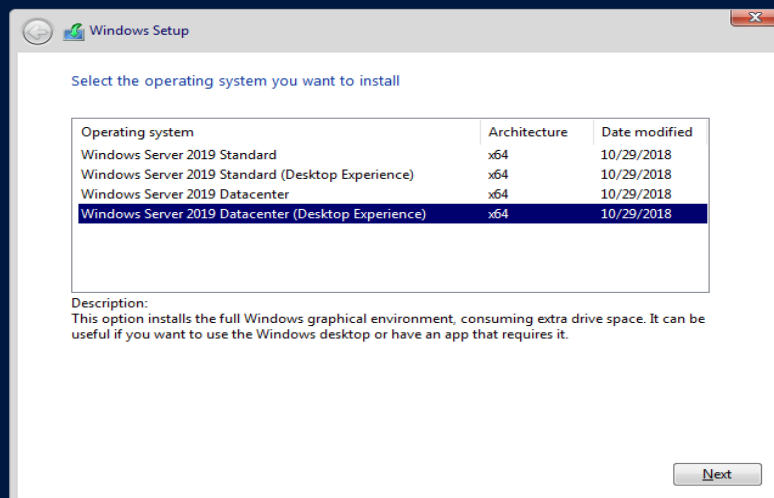 Windows Setup
Select the operating system you want to install
Operating system Architecture Date modified
Windows Server 2019 Standard x64 10/29/2018
Windows Server 2019 Standard (Desktop Experience) x64 10/29/2018
Windows Server 2019 Datacenter x64 10/29/2018
Windows Server 2019 Datacenter (Desktop Experience) x64 10/29/2018
Description:
This option installs the full Windows graphical environment, consuming extra drive space. It can be
useful if you want to use the Windows desktop or have an app that requires it.
Next